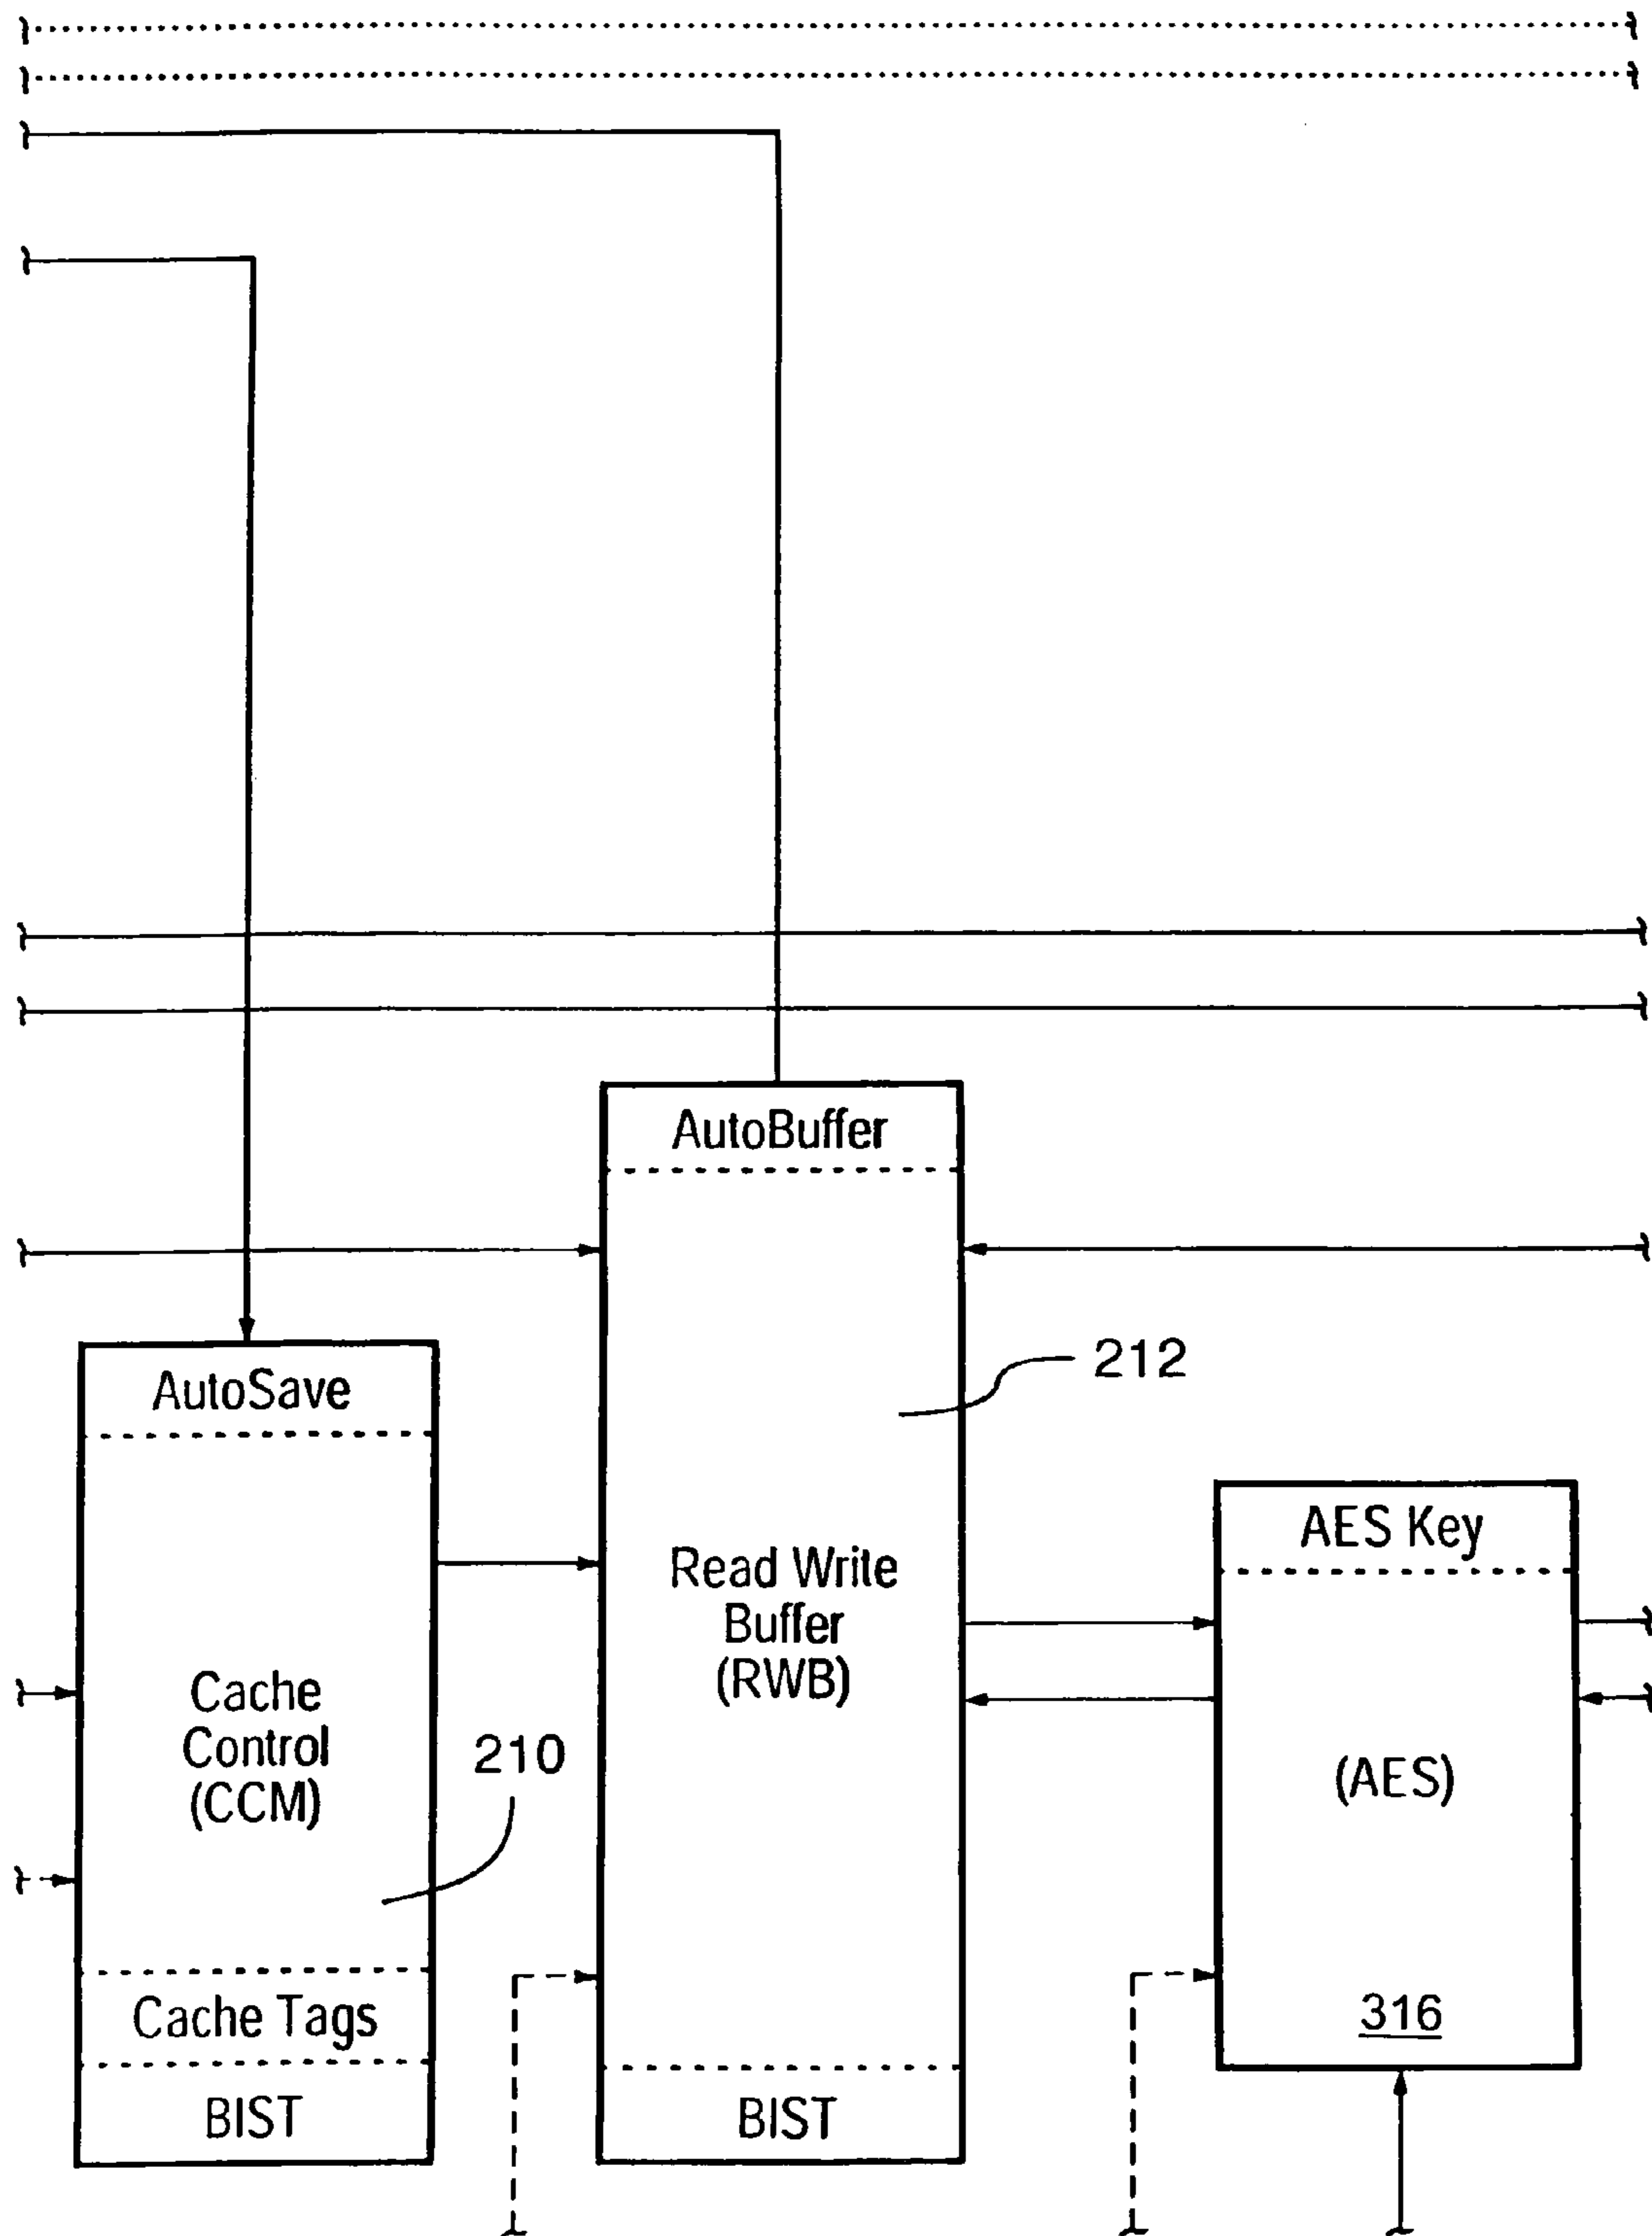 AutoBuffer
212
Read Write
Buffer
(RWB)
BIST
AutoSave
Cache
Control
(CCM)
210
Cache Tags
BIST
AES Key
(AES)
316